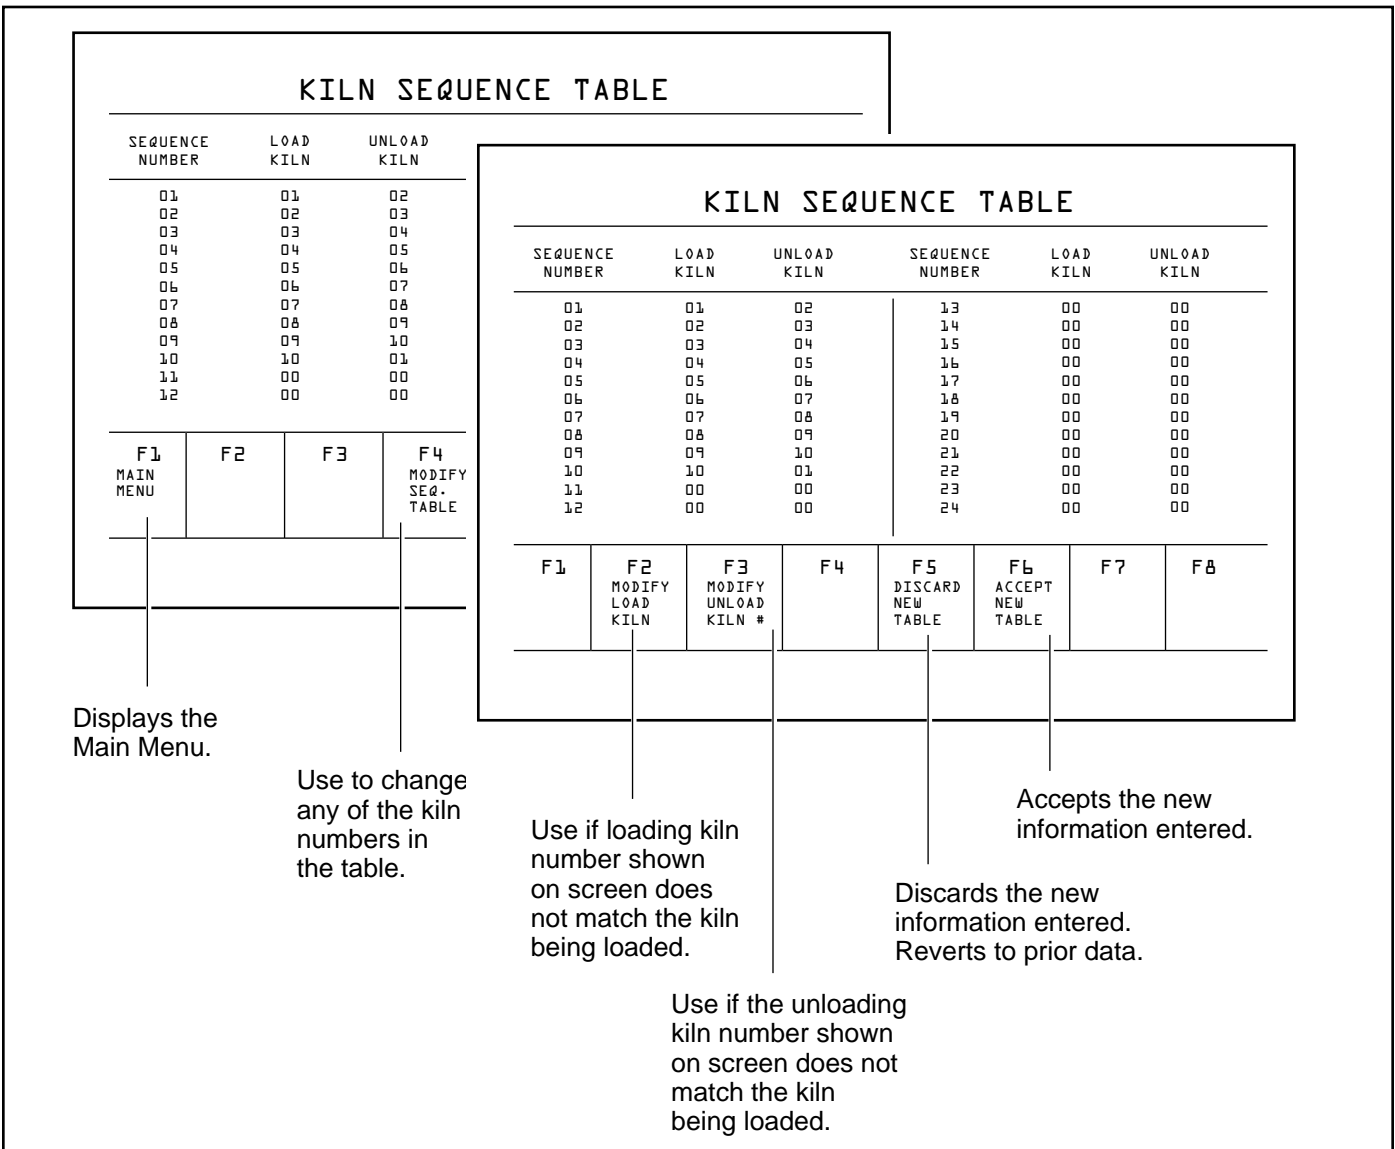 KILN SEQUENCE TABLE
SEQUENCE LOAD UNLOAD
NUMBER KILN KILN
01 01 02
02 02 03
03 03 04
04 04 05
05 05 06
06 06 07
07 07 08
08 08 09
09 09 10
10 10 01
11 00 00
12 00 00
F1 F2 F3 F4
MAIN MODIFY
MENU SEQ.
TABLE
KILN SEQUENCE TABLE
SEQUENCE LOAD UNLOAD SEQUENCE LOAD UNLOAD
NUMBER KILN KILN NUMBER KILN KILN
01 01 02 13 00 00
02 02 03 14 00 00
03 03 04 15 00 00
04 04 05 16 00 00
05 05 06 17 00 00
06 06 07 18 00 00
07 07 08 19 00 00
08 08 09 20 00 00
09 09 10 21 00 00
10 10 01 22 00 00
11 00 00 23 00 00
12 00 00 24 00 00
F1 F2 F3 F4 F5 F6 F7 F8
MODIFY MODIFY DISCARD ACCEPT
LOAD UNLOAD NEW NEW
KILN KILN # TABLE TABLE
Displays the
Main Menu.
Use to change
any of the kiln
numbers in
the table.
Use if loading kiln
number shown
on screen does
not match the kiln
being loaded.
Use if the unloading
kiln number shown
on screen does not
match the kiln
being loaded.
Discards the new
information entered.
Reverts to prior data.
Accepts the new
information entered.